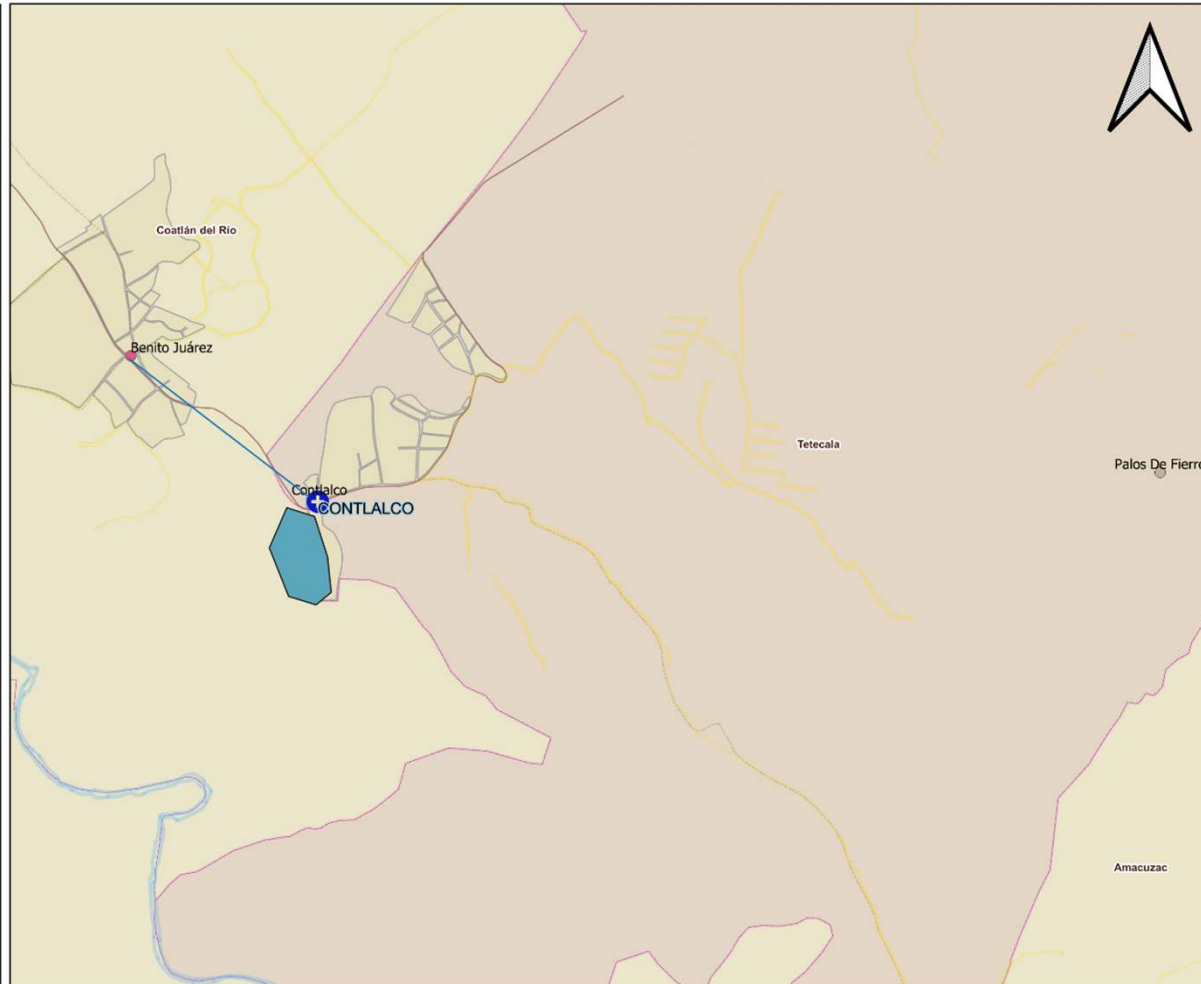 Coatlán del Río
Benito Juárez
Tetecala
Palos De Fierro
Contlalco
CONTLALCO
Amacuzac